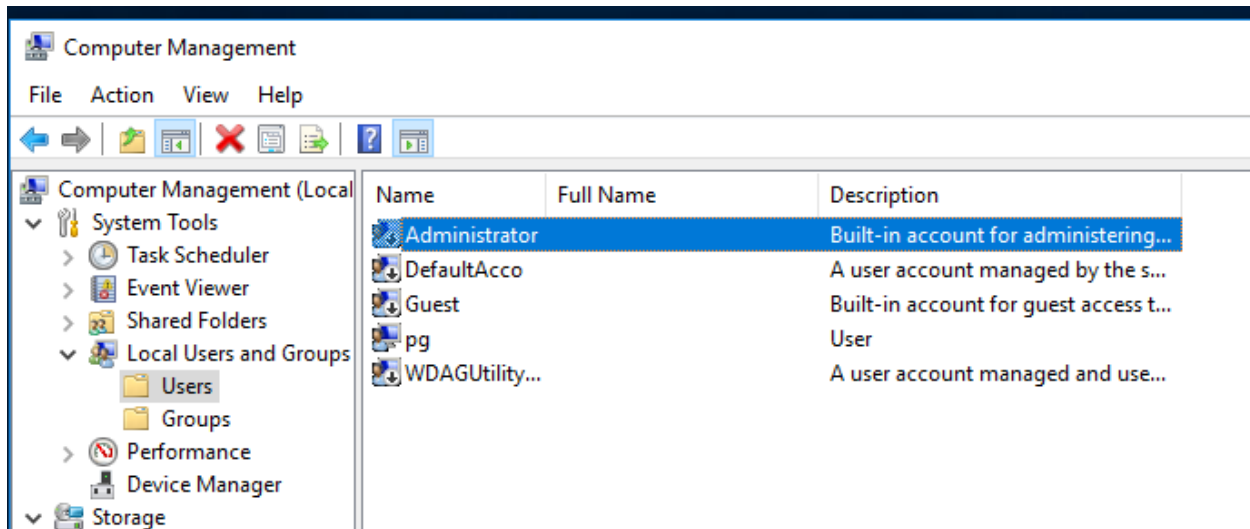 Computer Management
File Action View Help
Computer Management (Local
System Tools
Task Scheduler
Event Viewer
Shared Folders
Local Users and Groups
Users
Groups
Performance
Device Manager
Storage
Name Full Name Description
Administrator Built-in account for administering...
DefaultAcco A user account managed by the s...
Guest Built-in account for guest access t...
pg User
WDAGUtility... A user account managed and use...